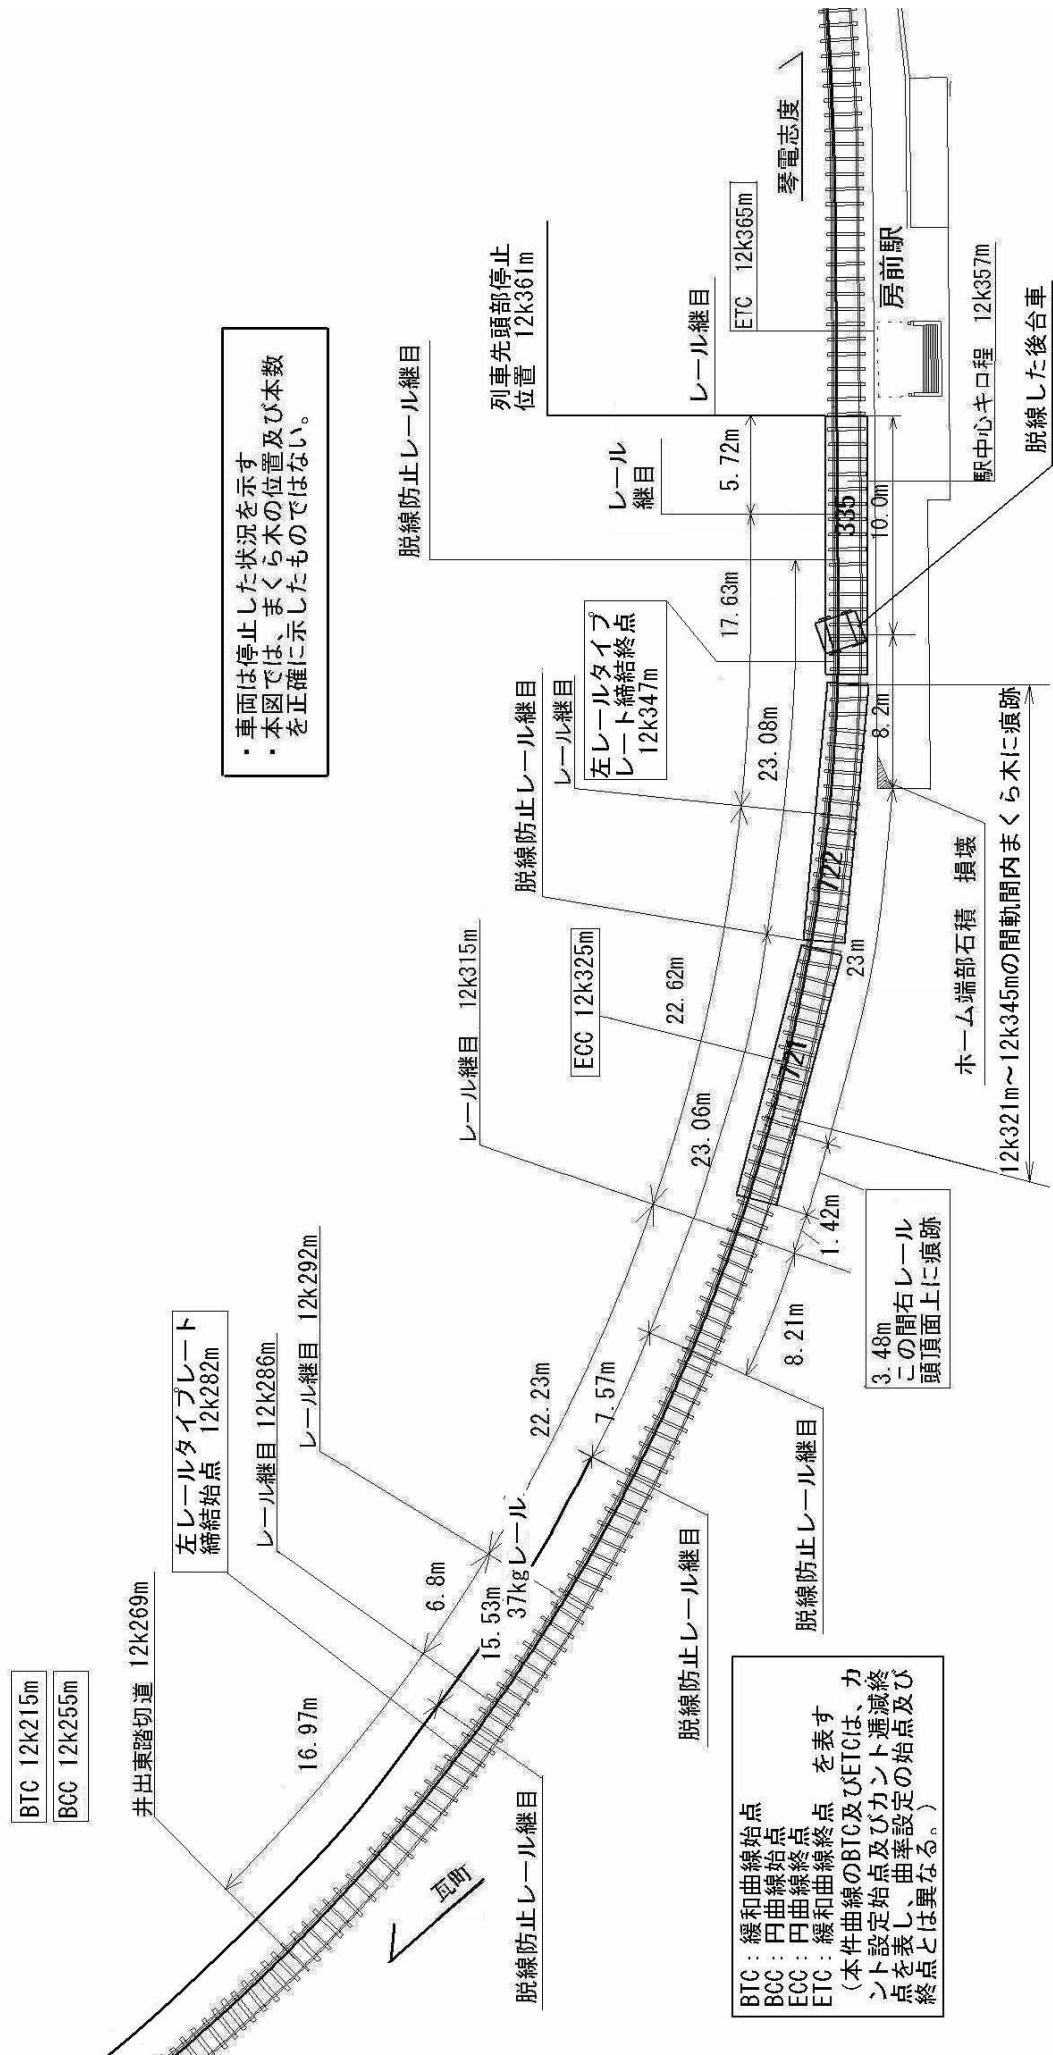 ・車両は停止した状況を示す
・本図では、まくら木の位置及び本数
を正確に示したものではない。
BTC 12k215m
BCC 12k255m
井出東踏切道 12k269m
左レールタイプレート
締結始点 12k282m
レール継目 12k286m
レール継目 12k292m
レール継目 12k315m
ECC 12k325m
脱線防止レール継目
レール継目
左レールタイプ
レート締結終点
12k347m
脱線防止レール継目
レール
継目
列車先頭部停止
位置 12k361m
レール継目
ETC 12k365m
琴電志度
16.97m
6.8m
15.53m
37kgレール
22.23m
7.57m
22.62m
23.06m
17.63m
23.08m
5.72m
721
722
335
10.0m
8.2m
23m
1.42m
8.21m
房前駅
駅中心キロ程 12k357m
脱線した後台車
ホーム端部石積 損壊
12k321m～12k345mの間軌間内まくら木に痕跡
3.48m
この間右レール
頭頂面上に痕跡
脱線防止レール継目
脱線防止レール継目
脱線防止レール継目
瓦町
BTC：緩和曲線始点
BCC：円曲線始点
ECC：円曲線終点
ETC：緩和曲線終点 を表す
(本件曲線のBTC及びETCは、カ
ント設定始点及びカント逓減終
点を表し、曲率設定の始点及び
終点とは異なる。)